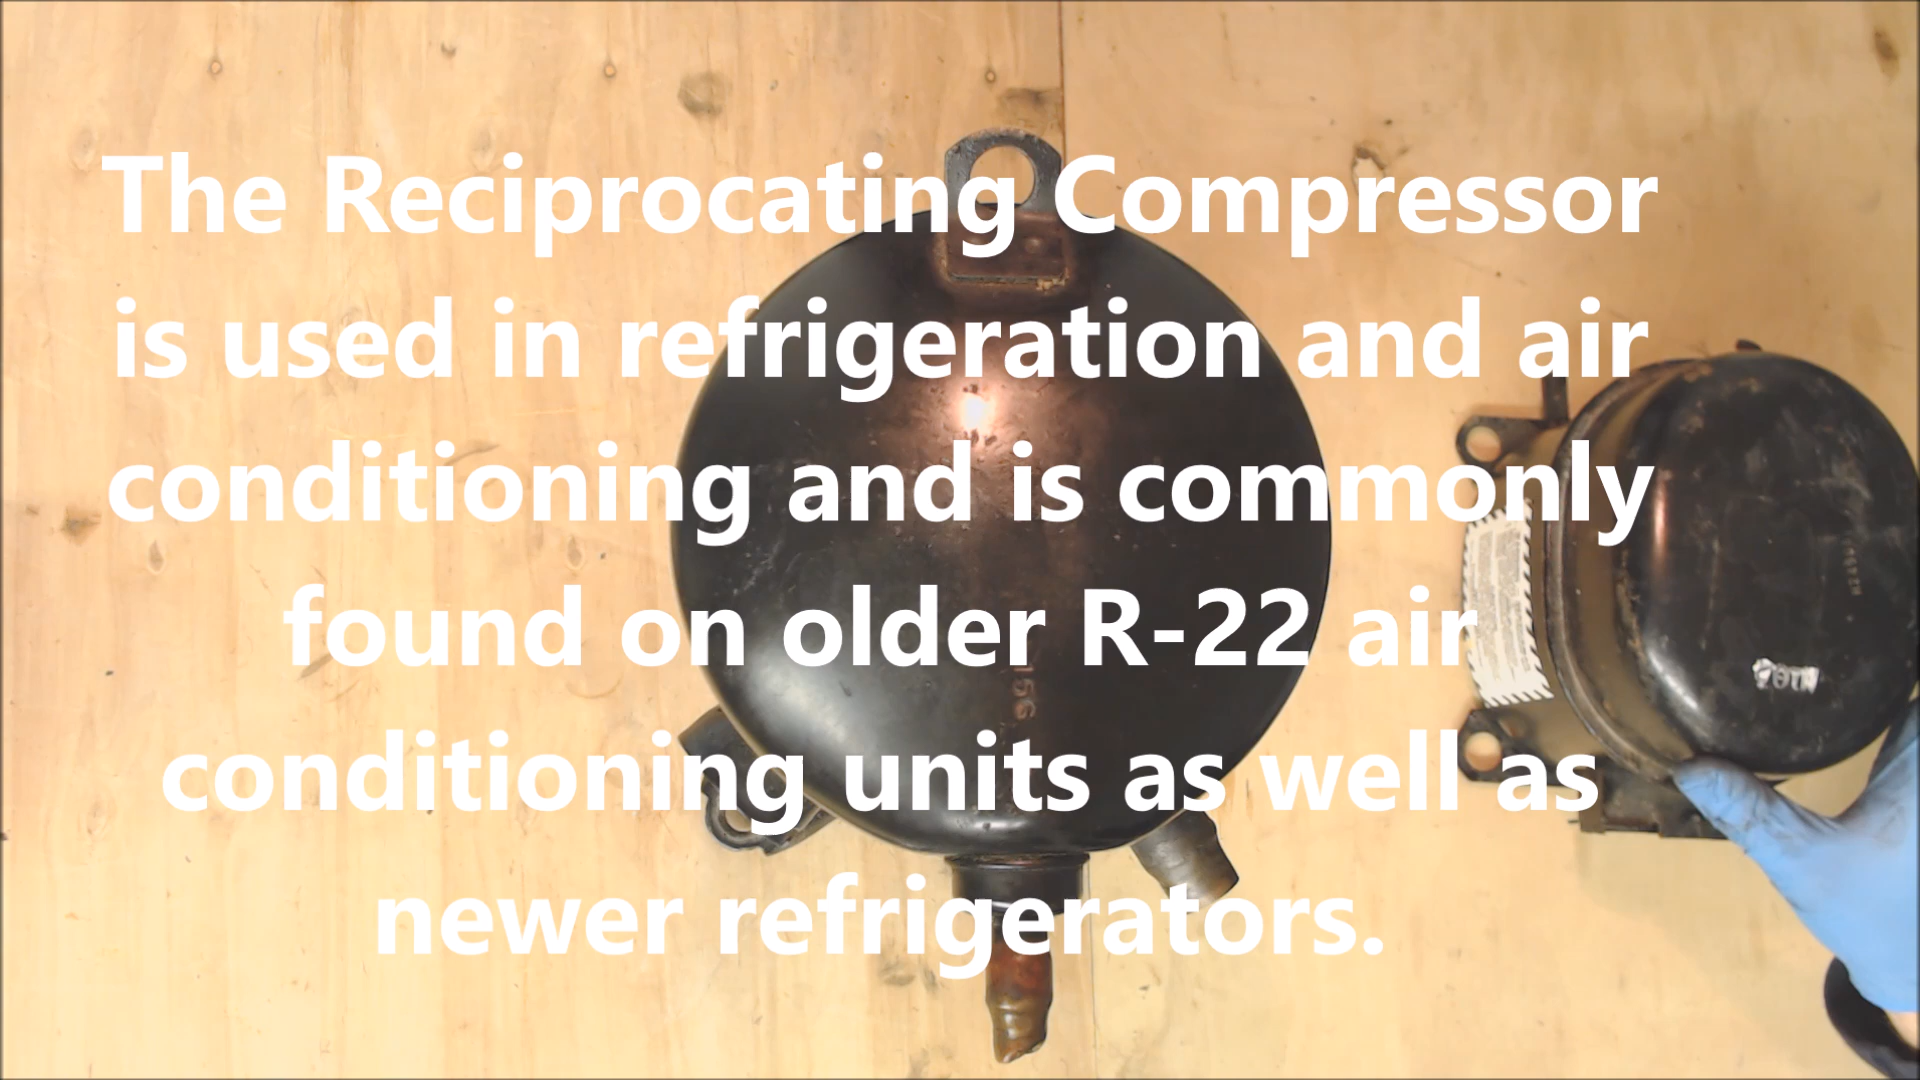 The Reciprocating Compressor
is used in refrigeration and air
conditioning and is commonly
found on older R-22 air
conditioning units as well as
newer refrigerators.